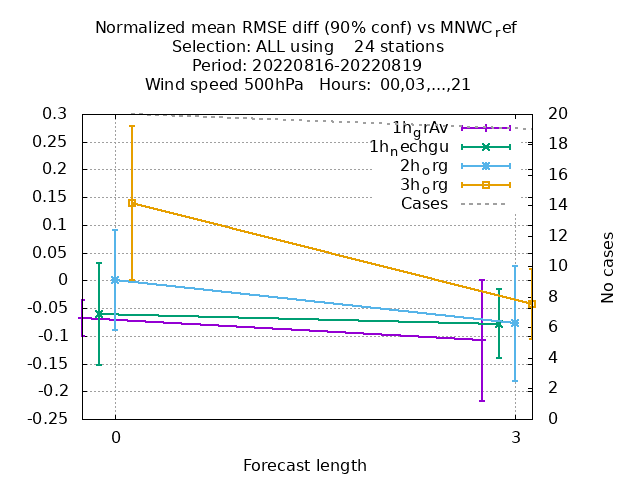 Normalized mean RMSE diff (90% conf) vs MNWC_ref
Selection: ALL using    24 stations
Period: 20220816-20220819
Wind speed 500hPa   Hours: 00,03,...,21
0.3
0.25
0.2
0.15
0.1
0.05
0
-0.05
-0.1
-0.15
-0.2
-0.25
1h_grAv
1h_nechgu
2h_org
3h_org
Cases
20
18
16
14
12
10
8
6
4
2
0
No cases
0
3
Forecast length